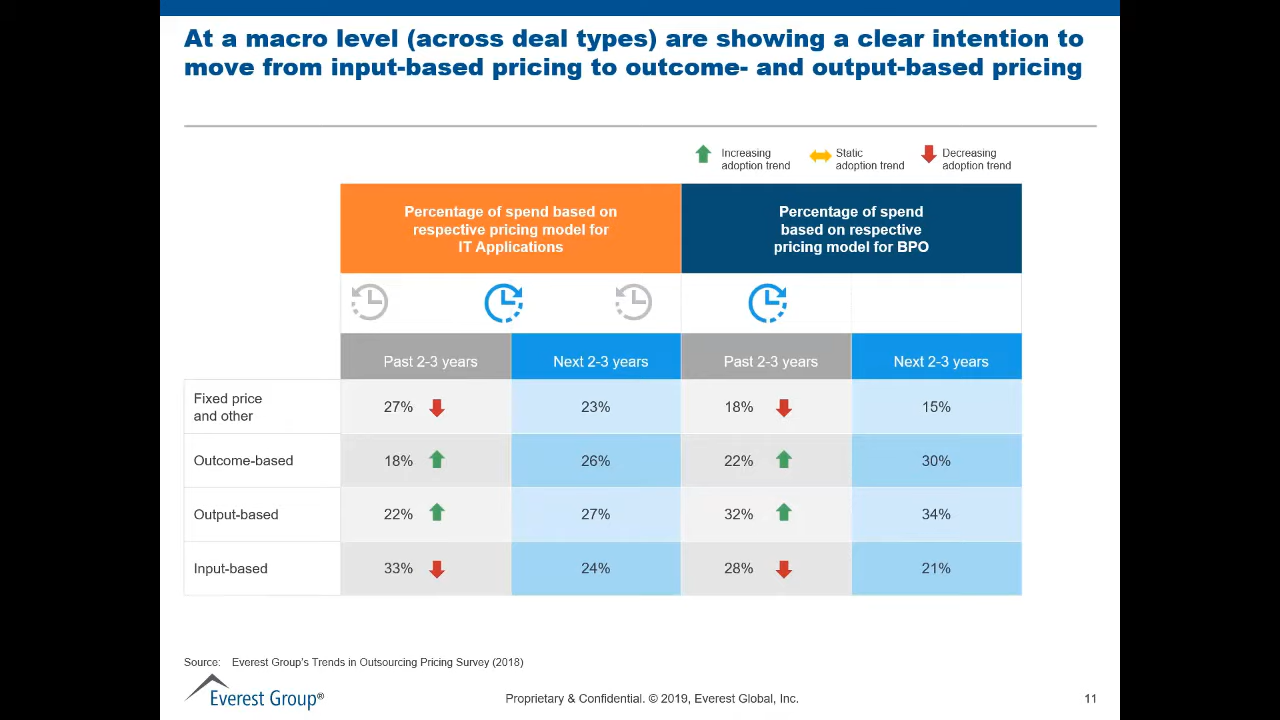 At a macro level (across deal types) are showing a clear intention to
move from input-based pricing to outcome- and output-based pricing
Increasing
adoption trend
Static
adoption trend
Decreasing
adoption trend
Percentage of spend based on
respective pricing model for
IT Applications
Percentage of spend
based on respective
pricing model for BPO
Past 2-3 years
Next 2-3 years
Past 2-3 years
Next 2-3 years
Fixed price
and other
27%
23%
18%
15%
Outcome-based
18%
26%
22%
30%
Output-based
22%
27%
32%
34%
Input-based
33%
24%
28%
21%
Source: Everest Group's Trends in Outsourcing Pricing Survey (2018)
Everest Group®
Proprietary & Confidential. © 2019, Everest Global, Inc.
11